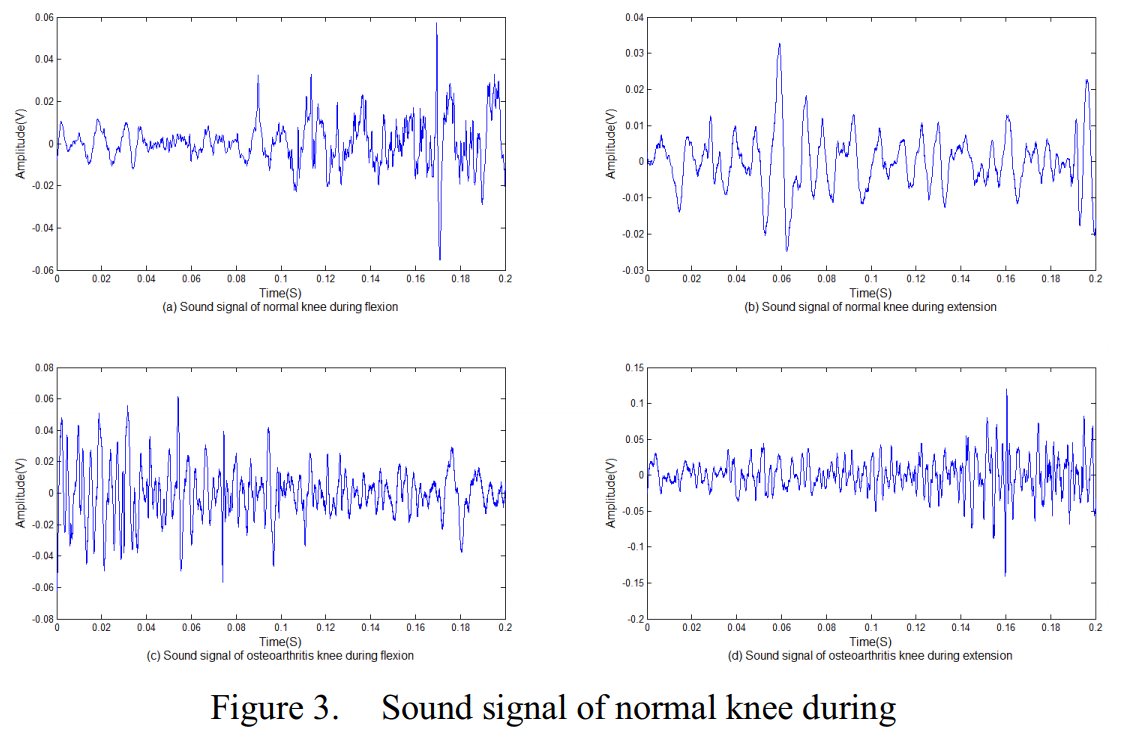 0.06
0.04
0.02
0
-0.02
-0.04
-0.06
Amplitude(V)
0 0.02 0.04 0.06 0.08 0.1 0.12 0.14 0.16 0.18 0.2
Time(S)
(a) Sound signal of normal knee during flexion
0.04
0.03
0.02
0.01
0
-0.01
-0.02
-0.03
Amplitude(V)
0 0.02 0.04 0.06 0.08 0.1 0.12 0.14 0.16 0.18 0.2
Time(S)
(b) Sound signal of normal knee during extension
0.08
0.06
0.04
0.02
0
-0.02
-0.04
-0.06
-0.08
Amplitude(V)
0 0.02 0.04 0.06 0.08 0.1 0.12 0.14 0.16 0.18 0.2
Time(S)
(c) Sound signal of osteoarthritis knee during flexion
0.15
0.1
0.05
0
-0.05
-0.1
-0.15
-0.2
Amplitude(V)
0 0.02 0.04 0.06 0.08 0.1 0.12 0.14 0.16 0.18 0.2
Time(S)
(d) Sound signal of osteoarthritis knee during extension
Figure 3. Sound signal of normal knee during